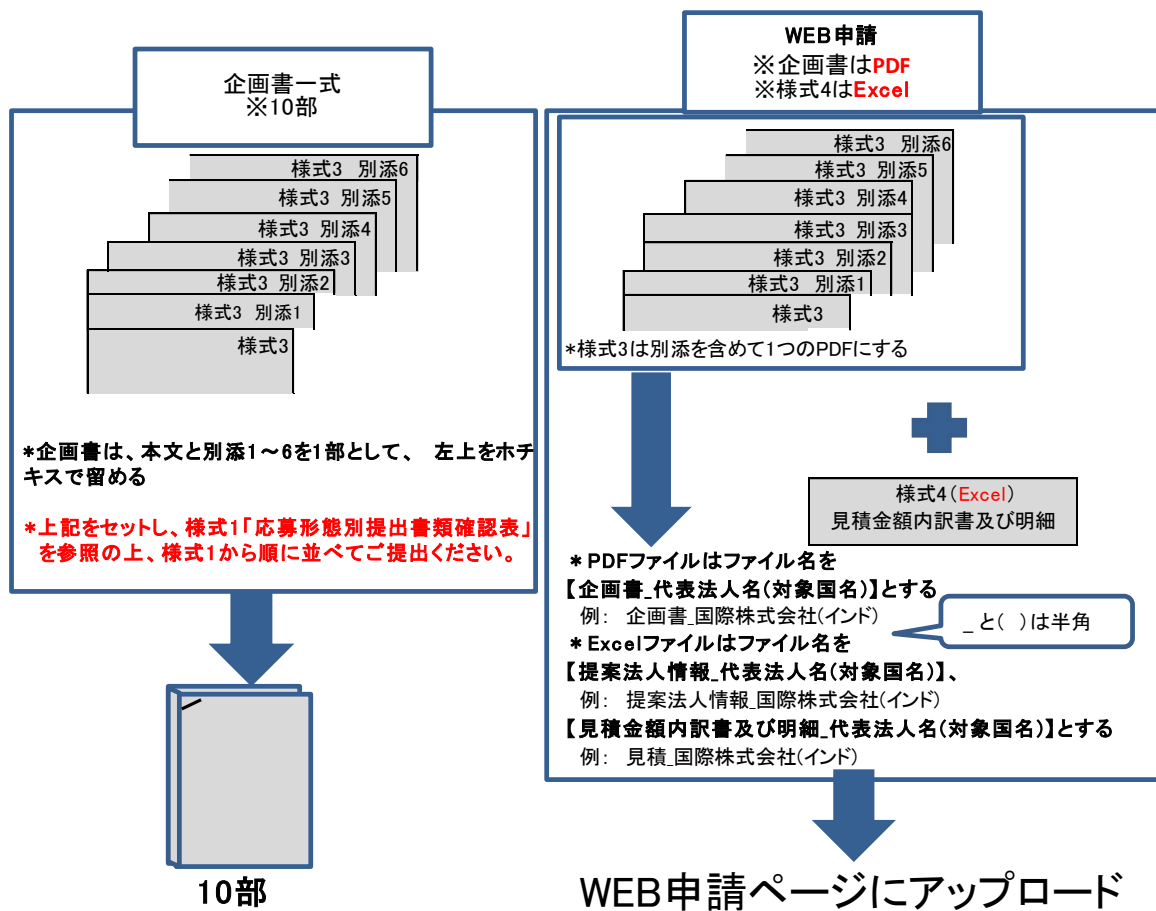 企画書一式
※10部
様式3 別添6
様式3 別添5
様式3 別添4
様式3 別添3
様式3 別添2
様式3 別添1
様式3
*企画書は、本文と別添1～6を1部として、 左上をホチ
キスで留める
*上記をセットし、様式1「応募形態別提出書類確認表」
を参照の上、様式1から順に並べてご提出ください。
10部
WEB申請
※企画書はPDF
※様式4はExcel
様式3 別添6
様式3 別添5
様式3 別添4
様式3 別添3
様式3 別添2
様式3 別添1
様式3
*様式3は別添を含めて1つのPDFにする
様式4(Excel)
見積金額内訳書及び明細
*PDFファイルはファイル名を
【企画書_代表法人名(対象国名)】とする
例: 企画書_国際株式会社(インド)
_と( )は半角
*Excelファイルはファイル名を
【提案法人情報_代表法人名(対象国名)】、
例: 提案法人情報_国際株式会社(インド)
【見積金額内訳書及び明細_代表法人名(対象国名)】とする
例: 見積_国際株式会社(インド)
WEB申請ページにアップロード